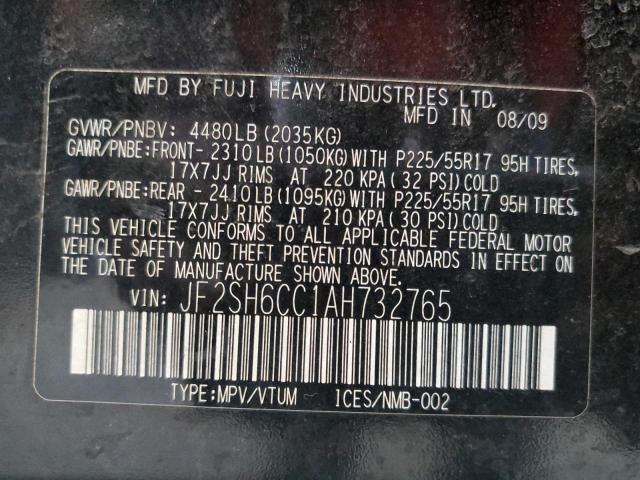 MFD BY FUJI HEAVY INDUSTRIES LTD.
MFD IN 08/09
GVWR/PNBV: 4480LB(2035KG)
GAWR/PNBE:FRONT- 2310LB(1050KG)WITH P225/55R17 95H TIRES,
17X7JJ RIMS AT 220 KPA(32 PSI)COLD
GAWR/PNBE:REAR - 2410LB(1095KG)WITH P225/55R17 95H TIRES,
17X7JJ RIMS AT 210 KPA(30 PSI)COLD
THIS VEHICLE CONFORMS TO ALL APPLICABLE FEDERAL MOTOR
VEHICLE SAFETY AND THEFT PREVENTION STANDARDS IN EFFECT ON
THE DATE OF MANUFACTURE SHOWN ABOVE.
VIN: JF2SH6CC1AH732765
TYPE:MPV/VTUM ICES/NMB-002